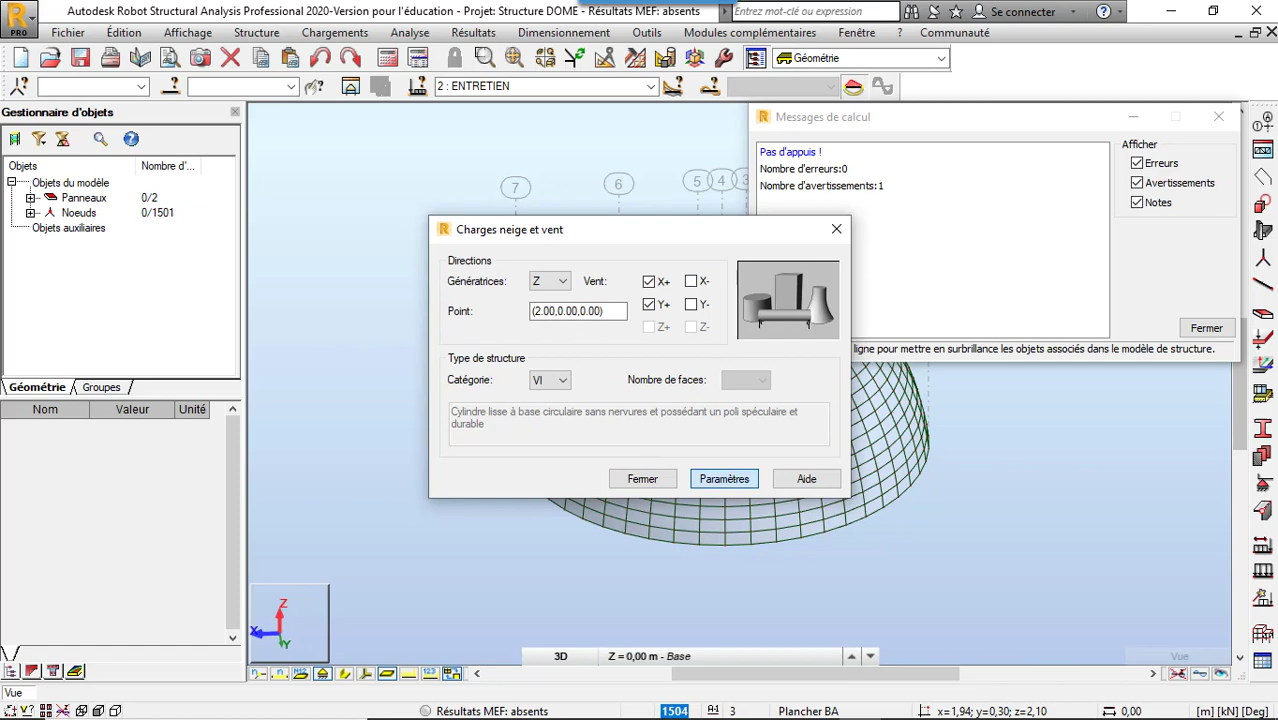 Autodesk Robot Structural Analysis Professional 2020-Version pour l'éducation - Projet: Structure DOME - Résultats MEF: absents
Entrez mot-clé ou expression
Se connecter
PRO
Fichier Édition Affichage Structure Chargements Analyse Résultats Dimensionnement Outils Modules complémentaires Fenêtre ? Communauté
Géométrie
2 : ENTRETIEN
Gestionnaire d'objets
Objets Nombre d'...
Objets du modèle
Panneaux 0/2
Noeuds 0/1501
Objets auxiliaires
Géométrie Groupes
Nom Valeur Unité
7 6 5 4
Messages de calcul
Pas d'appuis !
Nombre d'erreurs:0
Nombre d'avertissements:1
Afficher
Erreurs
Avertissements
Notes
Fermer
ligne pour mettre en surbrillance les objets associés dans le modèle de structure.
Charges neige et vent
Directions
Génératrices: Z Vent: X+ X-
Point: (2.00,0.00,0.00) Y+ Y-
Z+ Z-
Type de structure
Catégorie: VI Nombre de faces:
Cylindre lisse à base circulaire sans nervures et possédant un poli spéculaire et
durable
Fermer Paramètres Aide
Z
X
Y
3D Z = 0,00 m - Base
Vue
Vue
Résultats MEF: absents 1504 3 Plancher BA x=1,94; y=0,30; z=2,10 0,00 [m] [kN] [Deg]